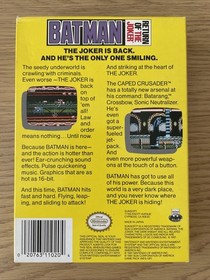 BATMAN
RETURN
OF THE
JOKER
THE JOKER IS BACK.
AND HE'S THE ONLY ONE SMILING.
The seedy underworld is
crawling with criminals.
Even worse —THE JOKER is
back
on
top of
'em
all!
Law
and
order
means nothing... Until now.
Because BATMAN is here—
and the action is hotter than
ever! Ear-crunching sound
effects. Pulse quickening
music. Graphics that are as
hot as 16-bit.
And this time, BATMAN hits
fast and hard. Flying, leap-
ing, and sliding to attack!
And striking at the heart of
THE JOKER
The CAPED CRUSADER™
has a totally new arsenal at
his command: Batarang™
Crossbow, Sonic Neutralizer.
He's
even
got a
super-
fueled
jet-
pack.
And
even more powerful weap-
ons at the touch of a button.
BATMAN has got to use all
of his power. Because this
world is a very dark place,
and you never know where
THE JOKER is hiding!
20763 11020